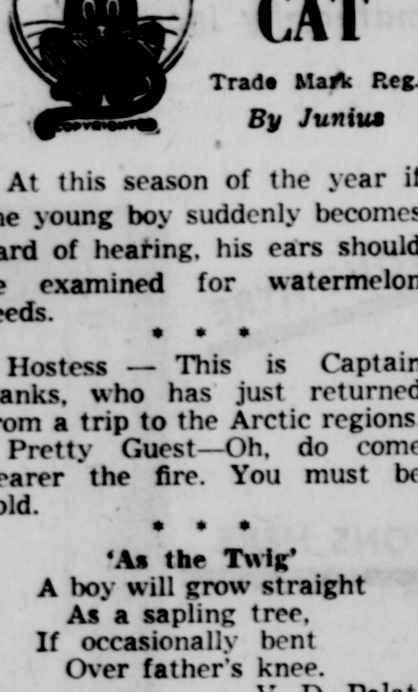 CAT
Trade Mark Reg.
COPYRIGHTED
By Junius
At this season of the year if
he young boy suddenly becomes
ard of hearing, his ears should
e examined for watermelon
eeds.
* * *
Hostess — This is Captain
anks, who has just returned
rom a trip to the Arctic regions.
Pretty Guest—Oh, do come
earer the fire. You must be
old.
* * *
'As the Twig'
A boy will grow straight
As a sapling tree,
If occasionally bent
Over father's knee.